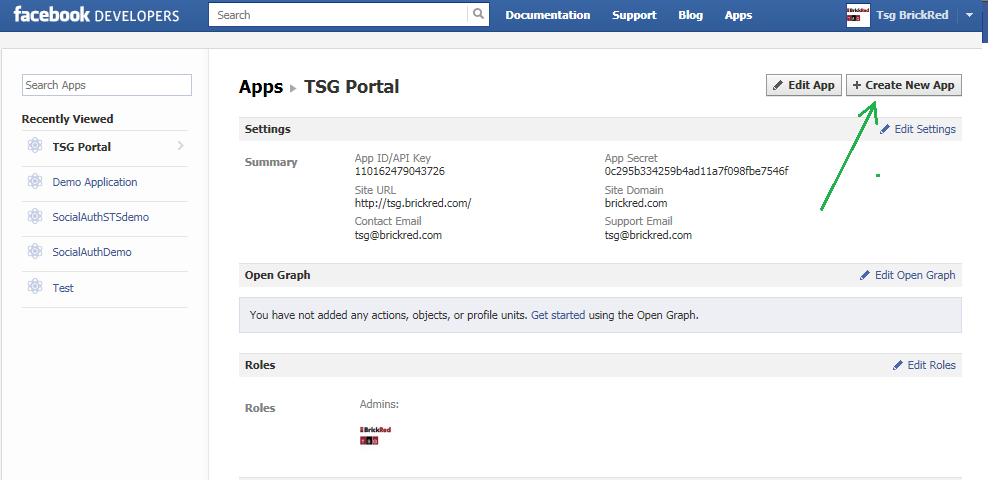 facebook DEVELOPERS Search Documentation Support Blog Apps Tsg BrickRed
Search Apps
Recently Viewed
TSG Portal
Demo Application
SocialAuthSTSdemo
SocialAuthDemo
Test
Apps TSG Portal Edit App + Create New App
Settings Edit Settings
Summary
App ID/API Key App Secret
110162479043726 0c295b334259b4ad11a7f098fbe7546f
Site URL Site Domain
http://tsg.brickred.com/ brickred.com
Contact Email Support Email
tsg@brickred.com tsg@brickred.com
Open Graph Edit Open Graph
You have not added any actions, objects, or profile units. Get started using the Open Graph.
Roles Edit Roles
Roles Admins:
BrickRed
TSG